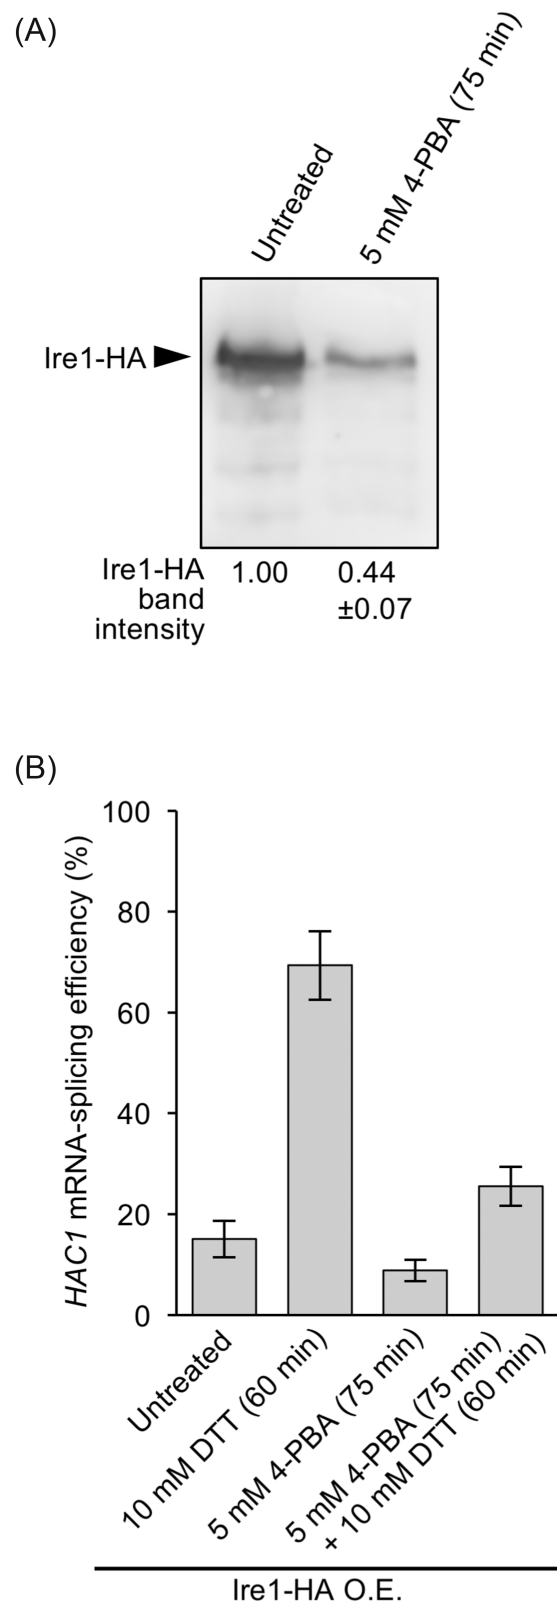 (A)
Untreated
5 mM 4-PBA (75 min)
Ire1-HA
Ire1-HA
band
intensity
1.00
0.44
±0.07
(B)
HAC1 mRNA-splicing efficiency (%)
100
80
60
40
20
0
Untreated
10 mM DTT (60 min)
5 mM 4-PBA (75 min)
5 mM 4-PBA (75 min)
+ 10 mM DTT (60 min)
Ire1-HA O.E.